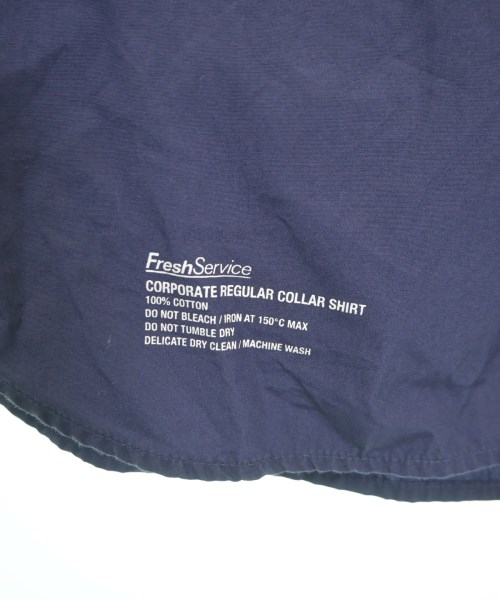 FreshService
CORPORATE REGULAR COLLAR SHIRT
100% COTTON
DO NOT BLEACH / IRON AT 150°C MAX
DO NOT TUMBLE DRY
DELICATE DRY CLEAN / MACHINE WASH